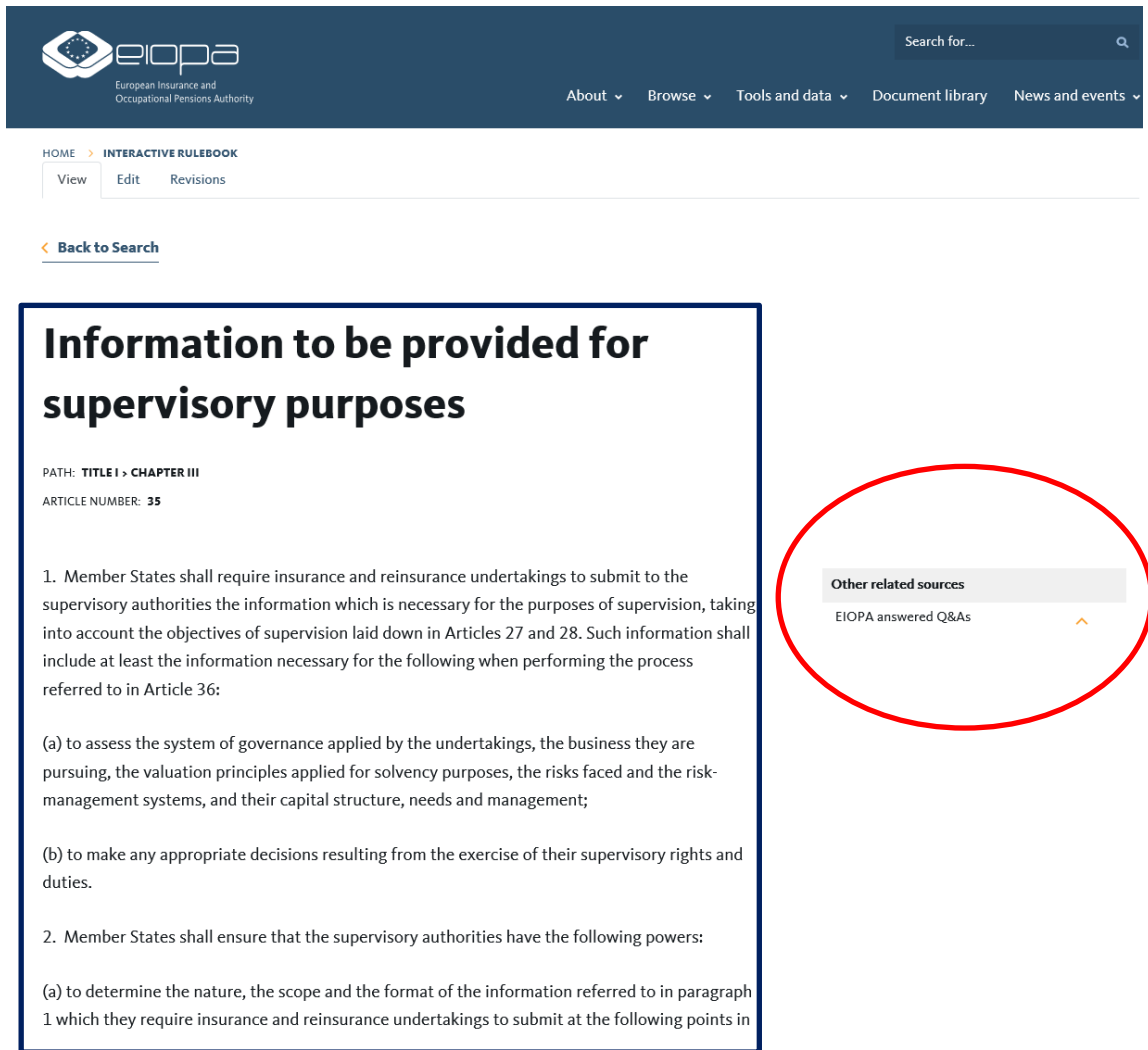 eiopa
European Insurance and
Occupational Pensions Authority
Search for...
About
Browse
Tools and data
Document library
News and events
HOME > INTERACTIVE RULEBOOK
View
Edit
Revisions
Back to Search
Information to be provided for
supervisory purposes
PATH: TITLE I > CHAPTER III
ARTICLE NUMBER: 35
1. Member States shall require insurance and reinsurance undertakings to submit to the
supervisory authorities the information which is necessary for the purposes of supervision, taking
into account the objectives of supervision laid down in Articles 27 and 28. Such information shall
include at least the information necessary for the following when performing the process
referred to in Article 36:
(a) to assess the system of governance applied by the undertakings, the business they are
pursuing, the valuation principles applied for solvency purposes, the risks faced and the risk-
management systems, and their capital structure, needs and management;
(b) to make any appropriate decisions resulting from the exercise of their supervisory rights and
duties.
2. Member States shall ensure that the supervisory authorities have the following powers:
(a) to determine the nature, the scope and the format of the information referred to in paragraph
1 which they require insurance and reinsurance undertakings to submit at the following points in
Other related sources
EIOPA answered Q&As